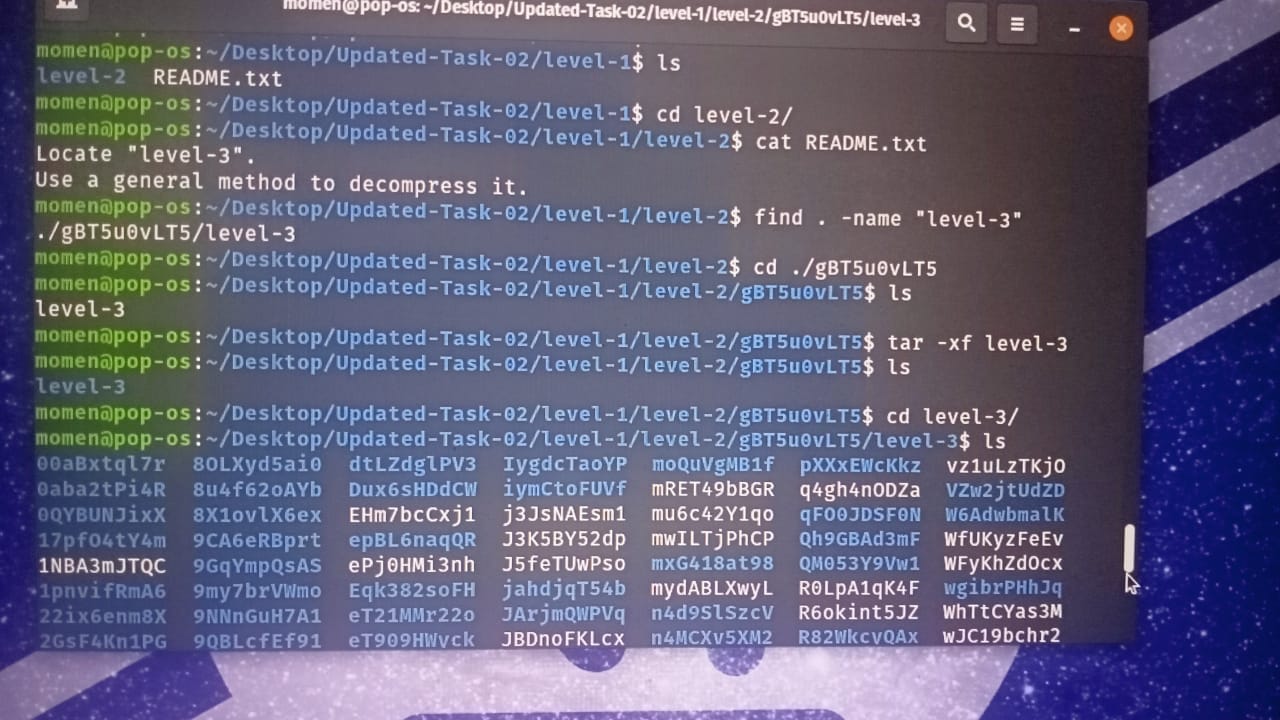 momen@pop-os: ~/Desktop/Updated-Task-02/level-1/level-2/gBT5u0vLT5/level-3
momen@pop-os:~/Desktop/Updated-Task-02/level-1$ ls
level-2 README.txt
momen@pop-os:~/Desktop/Updated-Task-02/level-1$ cd level-2/
momen@pop-os:~/Desktop/Updated-Task-02/level-1/level-2$ cat README.txt
Locate "level-3".
Use a general method to decompress it.
momen@pop-os:~/Desktop/Updated-Task-02/level-1/level-2$ find . -name "level-3"
./gBT5u0vLT5/level-3
momen@pop-os:~/Desktop/Updated-Task-02/level-1/level-2$ cd ./gBT5u0vLT5
momen@pop-os:~/Desktop/Updated-Task-02/level-1/level-2/gBT5u0vLT5$ ls
level-3
momen@pop-os:~/Desktop/Updated-Task-02/level-1/level-2/gBT5u0vLT5$ tar -xf level-3
momen@pop-os:~/Desktop/Updated-Task-02/level-1/level-2/gBT5u0vLT5$ ls
level-3
momen@pop-os:~/Desktop/Updated-Task-02/level-1/level-2/gBT5u0vLT5$ cd level-3/
momen@pop-os:~/Desktop/Updated-Task-02/level-1/level-2/gBT5u0vLT5/level-3$ ls
00aBxtql7r 8OLXyd5ai0 dtLZdglPV3 IygdcTaoYP moQuVgMB1f pXXxEWcKkz vz1uLzTKjO
0aba2tPi4R 8u4f62oAYb Dux6sHDdCW iymCtoFUVf mRET49bBGR q4gh4nODZa VZw2jtUdZD
0QYBUNJixX 8X1ovlX6ex EHm7bcCxj1 j3JsNAEsm1 mu6c42Y1qo qFO0JDSF0N W6AdwbmalK
17pfO4tY4m 9CA6eRBprt epBL6naqQR J3K5BY52dp mwILTjPhCP Qh9GBAd3mF WfUKyzFeEv
1NBA3mJTQC 9GqYmpQsAS ePj0HMi3nh J5feTUwPso mxG418at98 QM053Y9Vw1 WFyKhZdOcx
1pnvifRmA6 9my7brVWmo Eqk382soFH jahdjqT54b mydABLXwyL R0LpA1qK4F wgibrPHhJq
22ix6enm8X 9NNnGuH7A1 eT21MMr22o JArjmQWPVq n4d9SlSzcV R6okint5JZ WhTtCYas3M
2GsF4Kn1PG 9QBLcfEf91 eT909HWvck JBDnoFKLcx n4MCXv5XM2 R82WkcvQAx wJC19bchr2